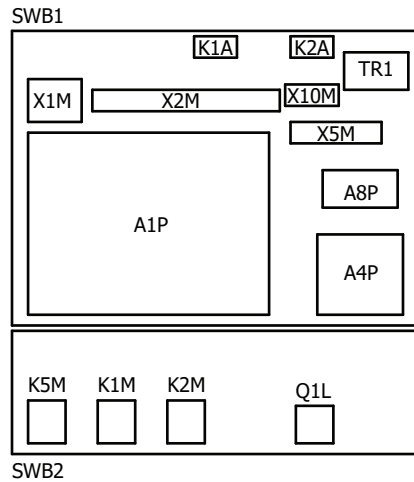 SWB1
K1A K2A
TR1
X1M X2M X10M
X5M
A8P
A1P
A4P
K5M K1M K2M Q1L
SWB2